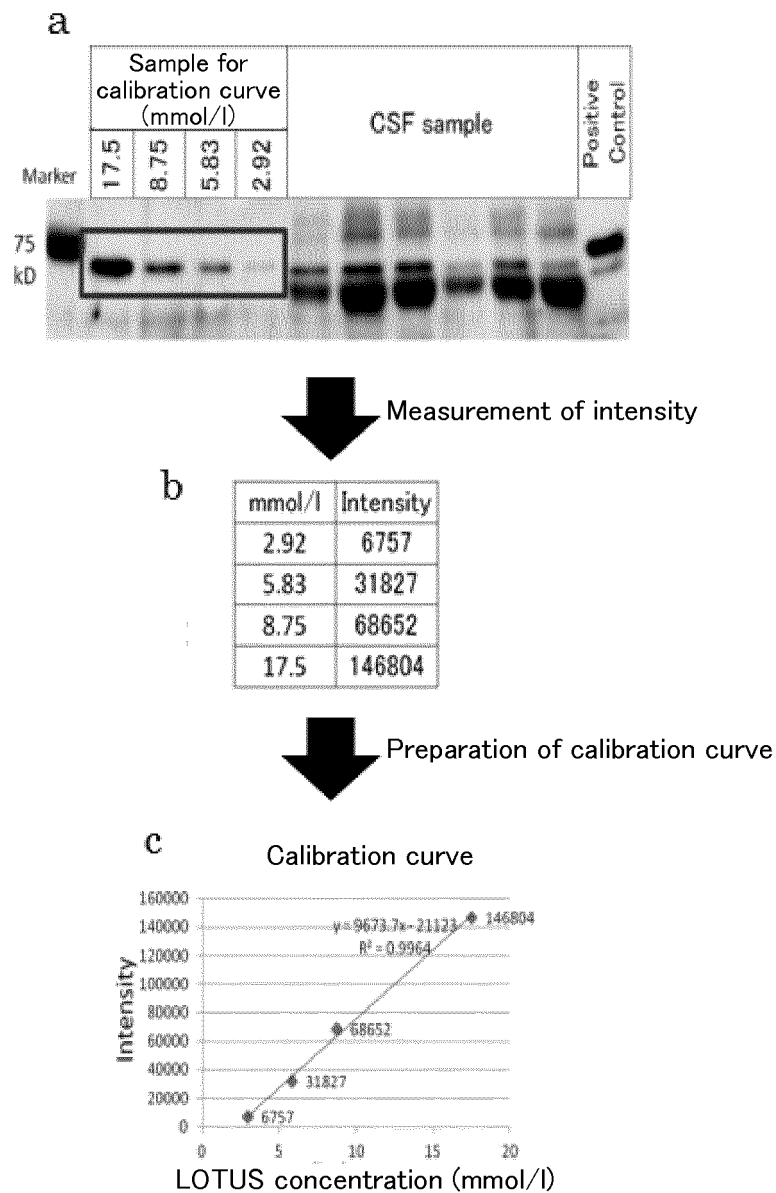 a
Sample for
calibration curve
(mmol/l)
CSF sample
Positive
Control
Marker
17.5
8.75
5.83
2.92
75
kD
Measurement of intensity
b
mmol/l Intensity
2.92 6757
5.83 31827
8.75 68652
17.5 146804
Preparation of calibration curve
c
Calibration curve
160000
140000
120000
100000
80000
60000
40000
20000
0
Intensity
y = 9673.7x - 21123
R² = 0.9964
146804
68652
31827
6757
0 5 10 15 20
LOTUS concentration (mmol/l)